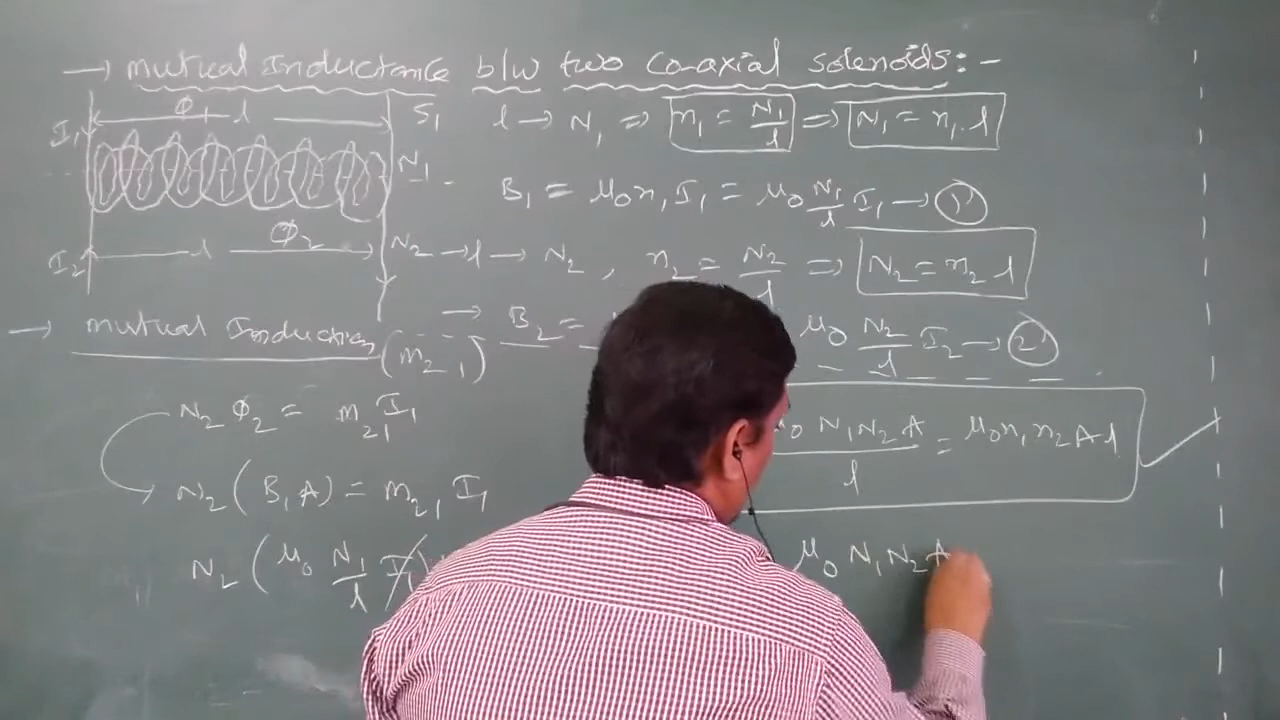 → mutual Inductance b/w two co-axial solenoids:-
I₁ Φ₁ l S₁ l → N₁ ⇒ n₁ = N₁/l ⇒ N₁ = n₁ . l
N₁
B₁ = μ₀ n₁ I₁ = μ₀ N₁/l I₁ → ①
I₂ l Φ₂ N₂ → l → N₂ , n₂ = N₂/l ⇒ N₂ = n₂ l
→ mutual Induction (m₂₁) → B₂ = μ₀ N₂/l I₂ → ②
N₂ Φ₂ = m₂₁ I₁
μ₀ N₁ N₂ A / l = μ₀ n₁ n₂ A l
N₂ (B₁ A) = m₂₁ I₁
N₂ (μ₀ N₁/l I₁) μ₀ N₁ N₂ A